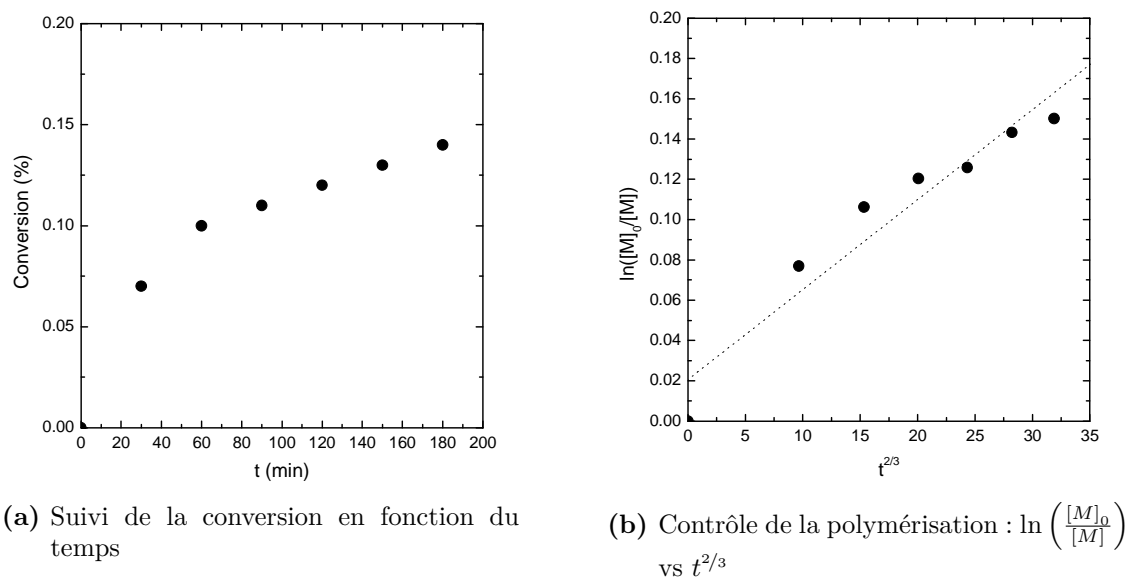 0.20
0.15
0.10
0.05
0.00
Conversion (%)
0 20 40 60 80 100 120 140 160 180 200
t (min)
(a) Suivi de la conversion en fonction du
temps
0.20
0.18
0.16
0.14
0.12
0.10
0.08
0.06
0.04
0.02
0.00
ln([M]₀/[M])
0 5 10 15 20 25 30 35
t^{2/3}
(b) Contrôle de la polymérisation : ln ([M]₀/[M])
vs t^{2/3}